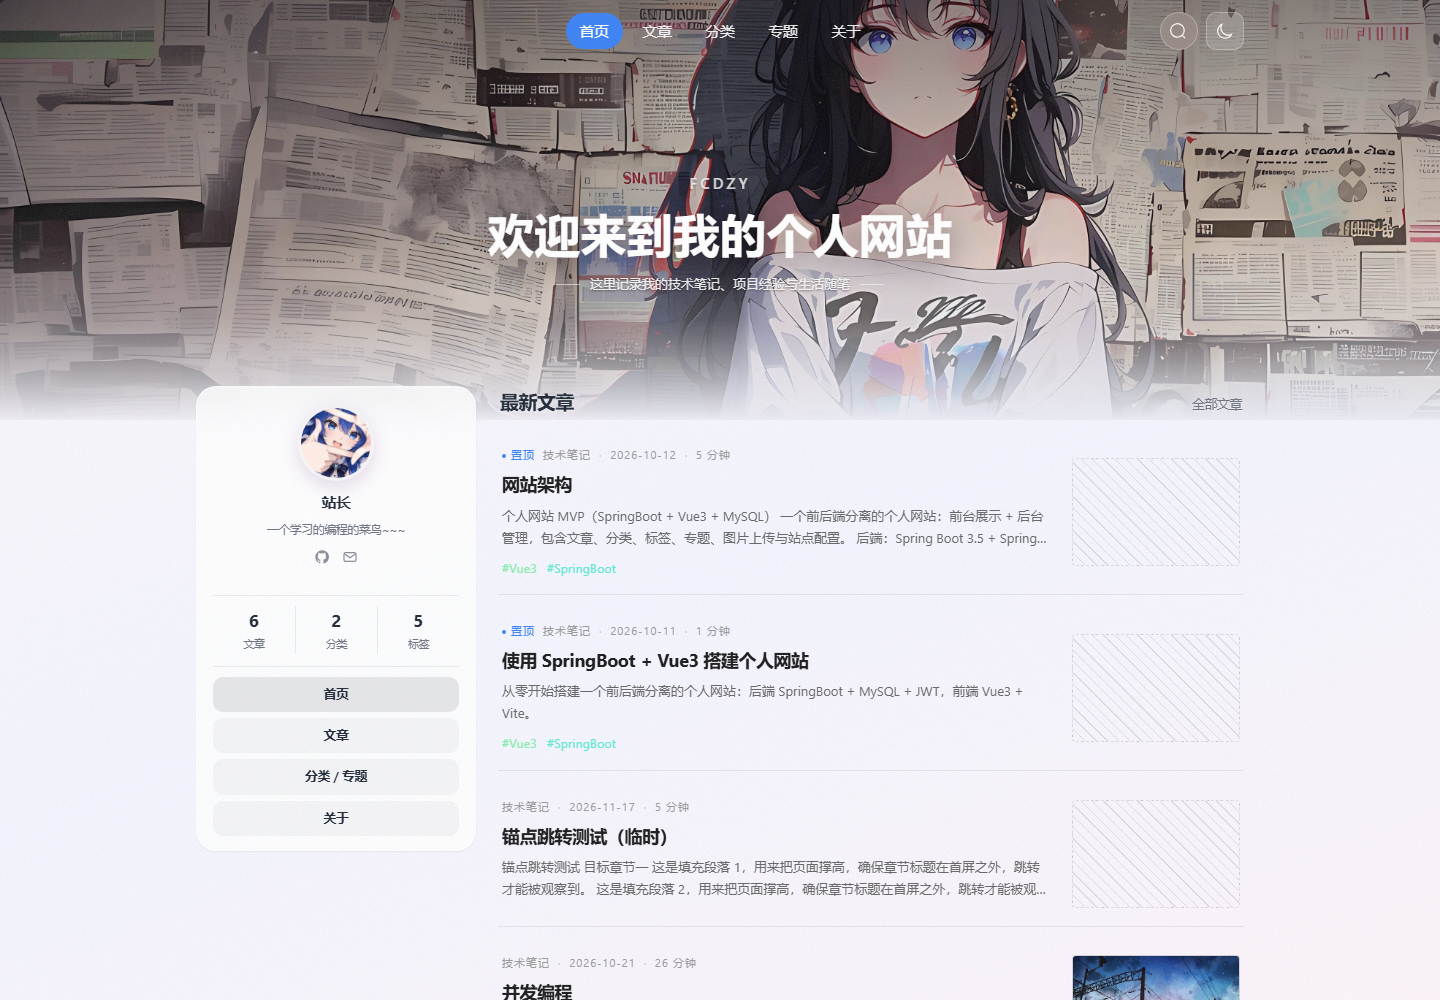 首页 文章 分类 专题 关于
FCDZY
欢迎来到我的个人网站
这里记录我的技术笔记、项目经验与生活随笔
站长
一个学习的编程的菜鸟~~~
6 2 5
文章 分类 标签
首页
文章
分类 / 专题
关于
最新文章 全部文章
置顶 技术笔记 · 2026-10-12 · 5 分钟
网站架构
个人网站 MVP（SpringBoot + Vue3 + MySQL） 一个前后端分离的个人网站：前台展示 + 后台
管理，包含文章、分类、标签、专题、图片上传与站点配置。 后端：Spring Boot 3.5 + Spring...
#Vue3 #SpringBoot
置顶 技术笔记 · 2026-10-11 · 1 分钟
使用 SpringBoot + Vue3 搭建个人网站
从零开始搭建一个前后端分离的个人网站：后端 SpringBoot + MySQL + JWT，前端 Vue3 +
Vite。
#Vue3 #SpringBoot
技术笔记 · 2026-11-17 · 5 分钟
锚点跳转测试（临时）
锚点跳转测试 目标章节一 这是填充段落 1，用来把页面撑高，确保章节标题在首屏之外，跳转
才能被观察到。 这是填充段落 2，用来把页面撑高，确保章节标题在首屏之外，跳转才能被观...
技术笔记 · 2026-10-21 · 26 分钟
并发编程